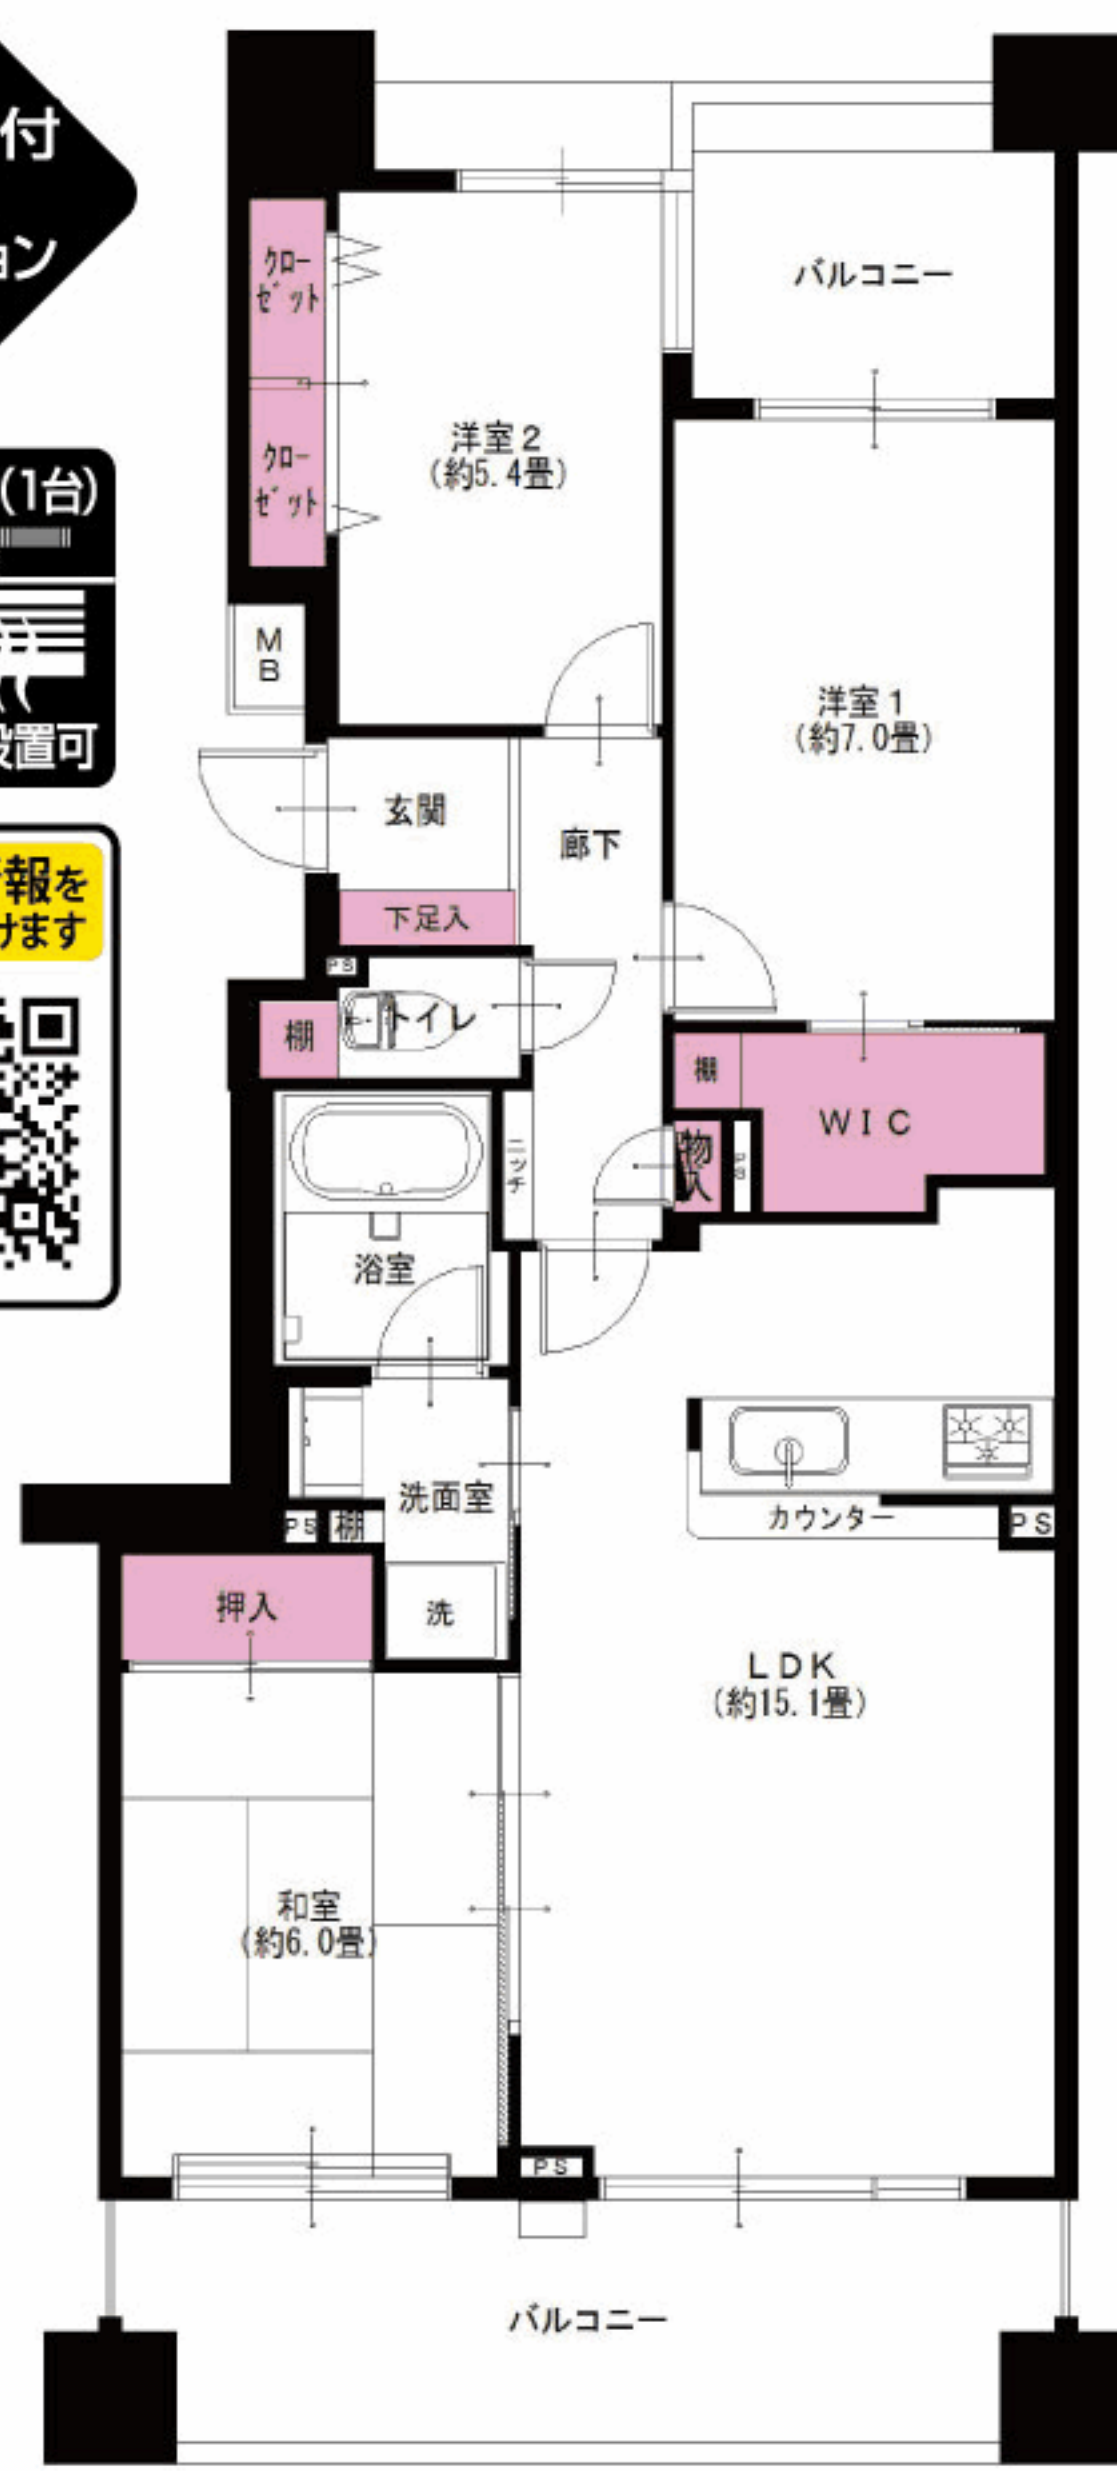 付
ョン
(1台)
設置可
報を
けます
バルコニー
ｸﾛｰ
ｾﾞｯﾄ
ｸﾛｰ
ｾﾞｯﾄ
洋室2
(約5.4畳)
MB
洋室1
(約7.0畳)
玄関
廊下
下足入
PS
トイレ
棚
棚
WIC
物入
PS
ニッチ
浴室
洗面室
カウンター
PS
PS
棚
押入
洗
LDK
(約15.1畳)
和室
(約6.0畳)
PS
バルコニー